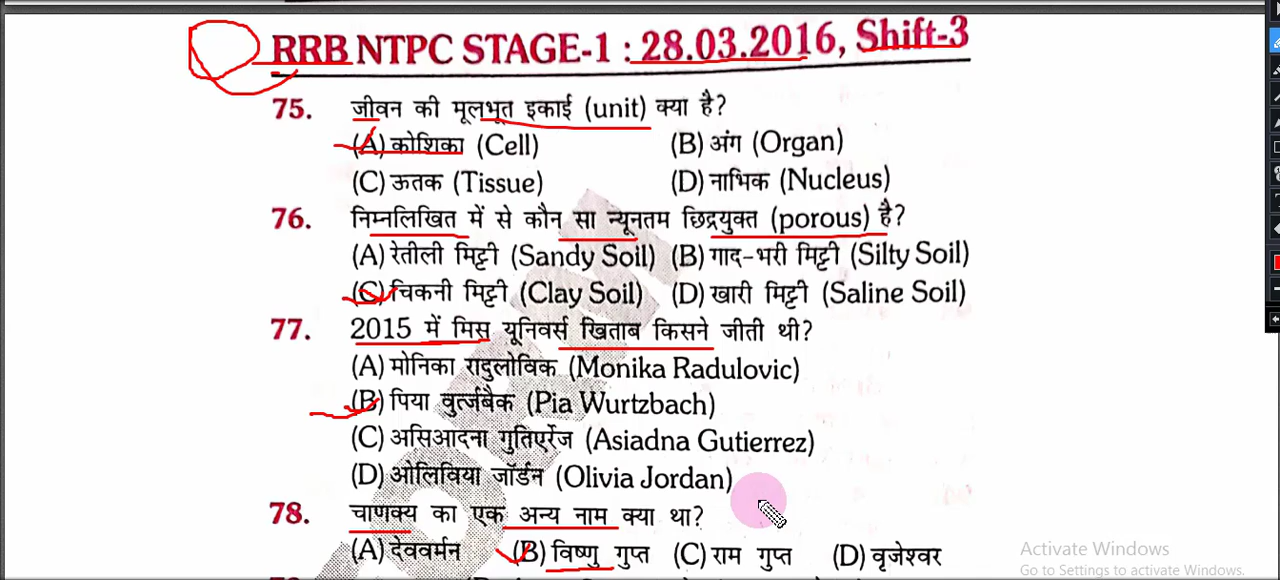 RRB NTPC STAGE-1 : 28.03.2016, Shift-3
75. जीवन की मूलभूत इकाई (unit) क्या है?
(A) कोशिका (Cell) (B) अंग (Organ)
(C) ऊतक (Tissue) (D) नाभिक (Nucleus)
76. निम्नलिखित में से कौन सा न्यूनतम छिद्रयुक्त (porous) है?
(A) रेतीली मिट्टी (Sandy Soil) (B) गाद-भरी मिट्टी (Silty Soil)
(C) चिकनी मिट्टी (Clay Soil) (D) खारी मिट्टी (Saline Soil)
77. 2015 में मिस यूनिवर्स खिताब किसने जीती थी?
(A) मोनिका रादुलोविक (Monika Radulovic)
(B) पिया वुर्त्जबैक (Pia Wurtzbach)
(C) असिआदना गुतिएर्रेज (Asiadna Gutierrez)
(D) ओलिविया जॉर्डन (Olivia Jordan)
78. चाणक्य का एक अन्य नाम क्या था?
(A) देववर्मन (B) विष्णु गुप्त (C) राम गुप्त (D) वृजेश्वर
Activate Windows
Go to Settings to activate Windows.